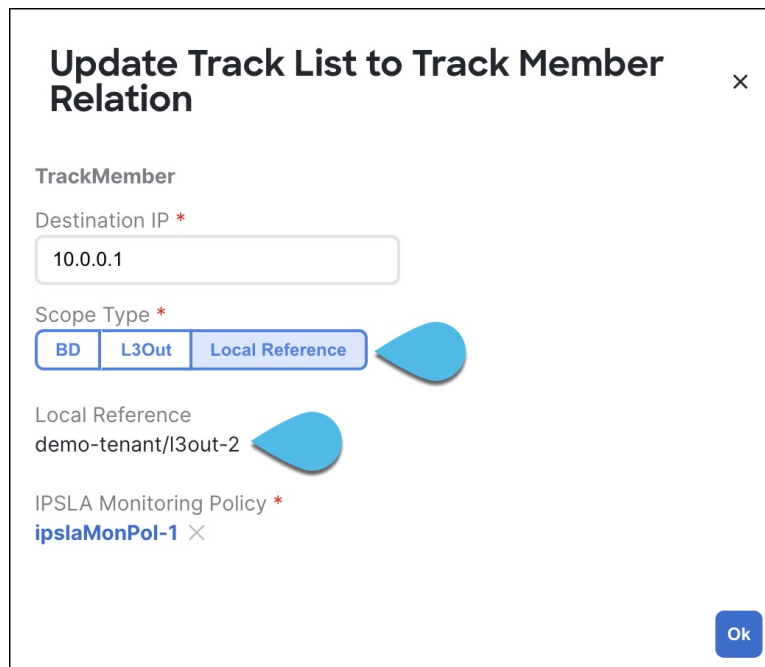 Update Track List to Track Member
Relation
TrackMember
Destination IP *
10.0.0.1
Scope Type *
BD L3Out Local Reference
Local Reference
demo-tenant/l3out-2
IPSLA Monitoring Policy *
ipslaMonPol-1
Ok